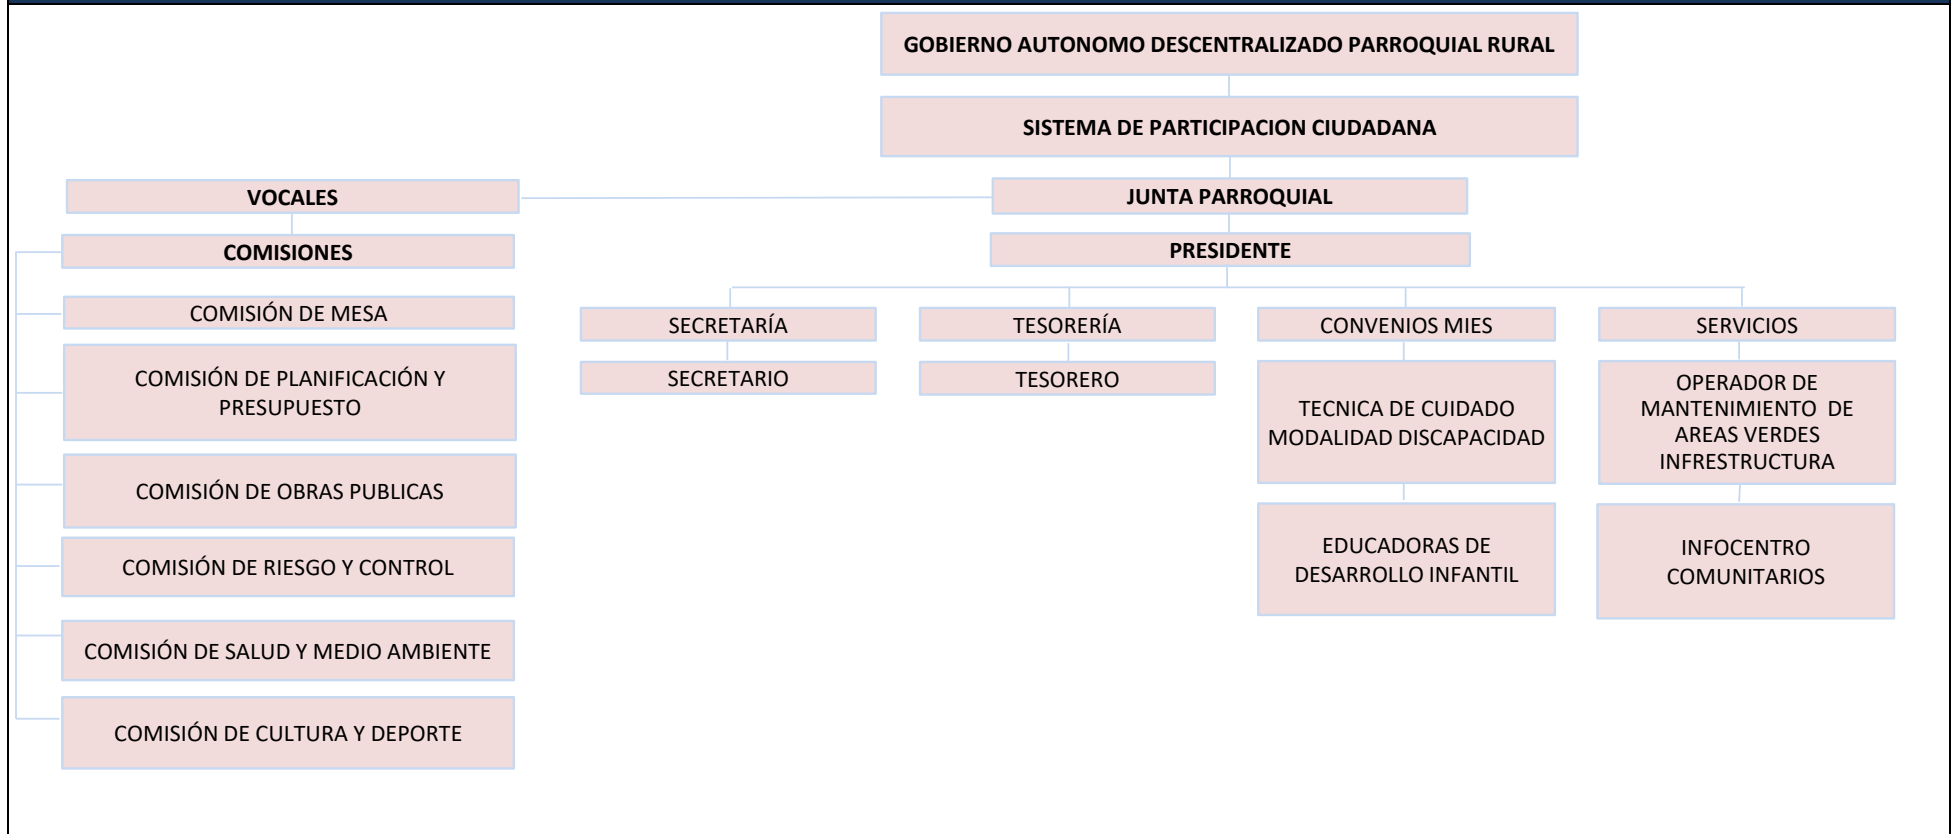 GOBIERNO AUTONOMO DESCENTRALIZADO PARROQUIAL RURAL
SISTEMA DE PARTICIPACION CIUDADANA
VOCALES
JUNTA PARROQUIAL
COMISIONES
PRESIDENTE
COMISIÓN DE MESA
COMISIÓN DE PLANIFICACIÓN Y
PRESUPUESTO
COMISIÓN DE OBRAS PUBLICAS
COMISIÓN DE RIESGO Y CONTROL
COMISIÓN DE SALUD Y MEDIO AMBIENTE
COMISIÓN DE CULTURA Y DEPORTE
SECRETARÍA
SECRETARIO
TESORERÍA
TESORERO
CONVENIOS MIES
TECNICA DE CUIDADO
MODALIDAD DISCAPACIDAD
EDUCADORAS DE
DESARROLLO INFANTIL
SERVICIOS
OPERADOR DE
MANTENIMIENTO DE
AREAS VERDES
INFRESTRUCTURA
INFOCENTRO
COMUNITARIOS